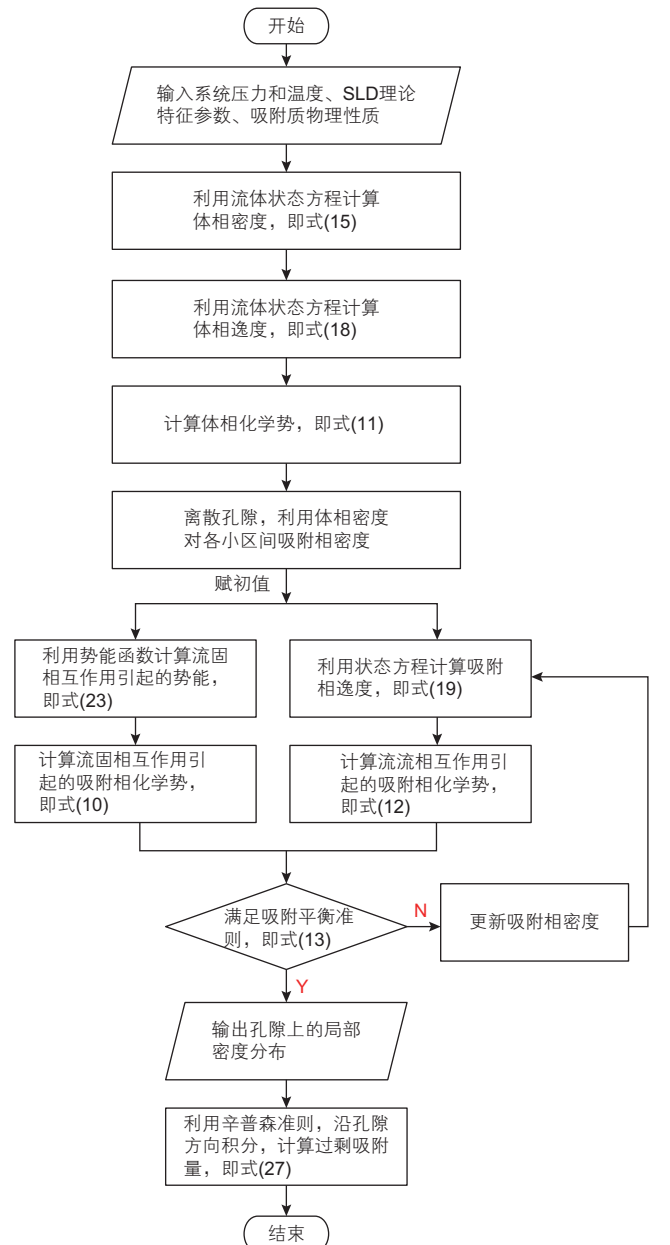 开始
输入系统压力和温度、SLD理论
特征参数、吸附质物理性质
利用流体状态方程计算
体相密度，即式(15)
利用流体状态方程计算
体相逸度，即式(18)
计算体相化学势，即式(11)
离散孔隙，利用体相密度
对各小区间吸附相密度
赋初值
利用势能函数计算流固
相互作用引起的势能，
即式(23)
利用状态方程计算吸附
相逸度，即式(19)
计算流固相互作用引
起的吸附相化学势，
即式(10)
计算流流相互作用引
起的吸附相化学势，
即式(12)
满足吸附平衡准
则，即式(13)
N
更新吸附相密度
Y
输出孔隙上的局部
密度分布
利用辛普森准则，沿孔隙
方向积分，计算过剩吸附
量，即式(27)
结束